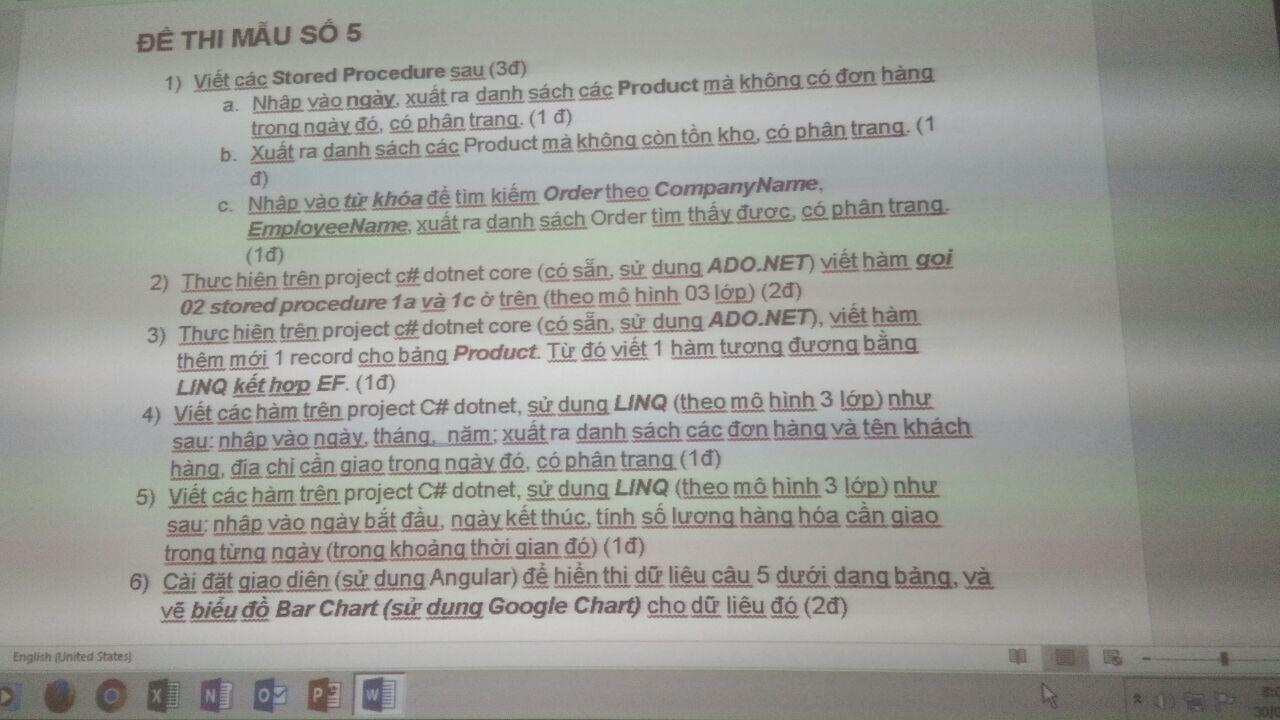 ĐỀ THI MẪU SỐ 5
1) Viết các Stored Procedure sau (3đ)
a. Nhập vào ngày, xuất ra danh sách các Product mà không có đơn hàng
trong ngày đó, có phân trang. (1 đ)
b. Xuất ra danh sách các Product mà không còn tồn kho, có phân trang. (1
đ)
c. Nhập vào từ khóa để tìm kiếm Order theo CompanyName,
EmployeeName, xuất ra danh sách Order tìm thấy được, có phân trang.
(1đ)
2) Thực hiện trên project c# dotnet core (có sẵn, sử dụng ADO.NET) viết hàm gọi
02 stored procedure 1a và 1c ở trên (theo mô hình 03 lớp) (2đ)
3) Thực hiện trên project c# dotnet core (có sẵn, sử dụng ADO.NET), viết hàm
thêm mới 1 record cho bảng Product. Từ đó viết 1 hàm tương đương bằng
LINQ kết hợp EF. (1đ)
4) Viết các hàm trên project C# dotnet, sử dụng LINQ (theo mô hình 3 lớp) như
sau: nhập vào ngày, tháng, năm; xuất ra danh sách các đơn hàng và tên khách
hàng, địa chỉ cần giao trong ngày đó, có phân trang (1đ)
5) Viết các hàm trên project C# dotnet, sử dụng LINQ (theo mô hình 3 lớp) như
sau: nhập vào ngày bắt đầu, ngày kết thúc, tính số lượng hàng hóa cần giao
trong từng ngày (trong khoảng thời gian đó) (1đ)
6) Cài đặt giao diện (sử dụng Angular) để hiển thị dữ liệu câu 5 dưới dạng bảng, và
vẽ biểu đồ Bar Chart (sử dụng Google Chart) cho dữ liệu đó (2đ)
English (United States)